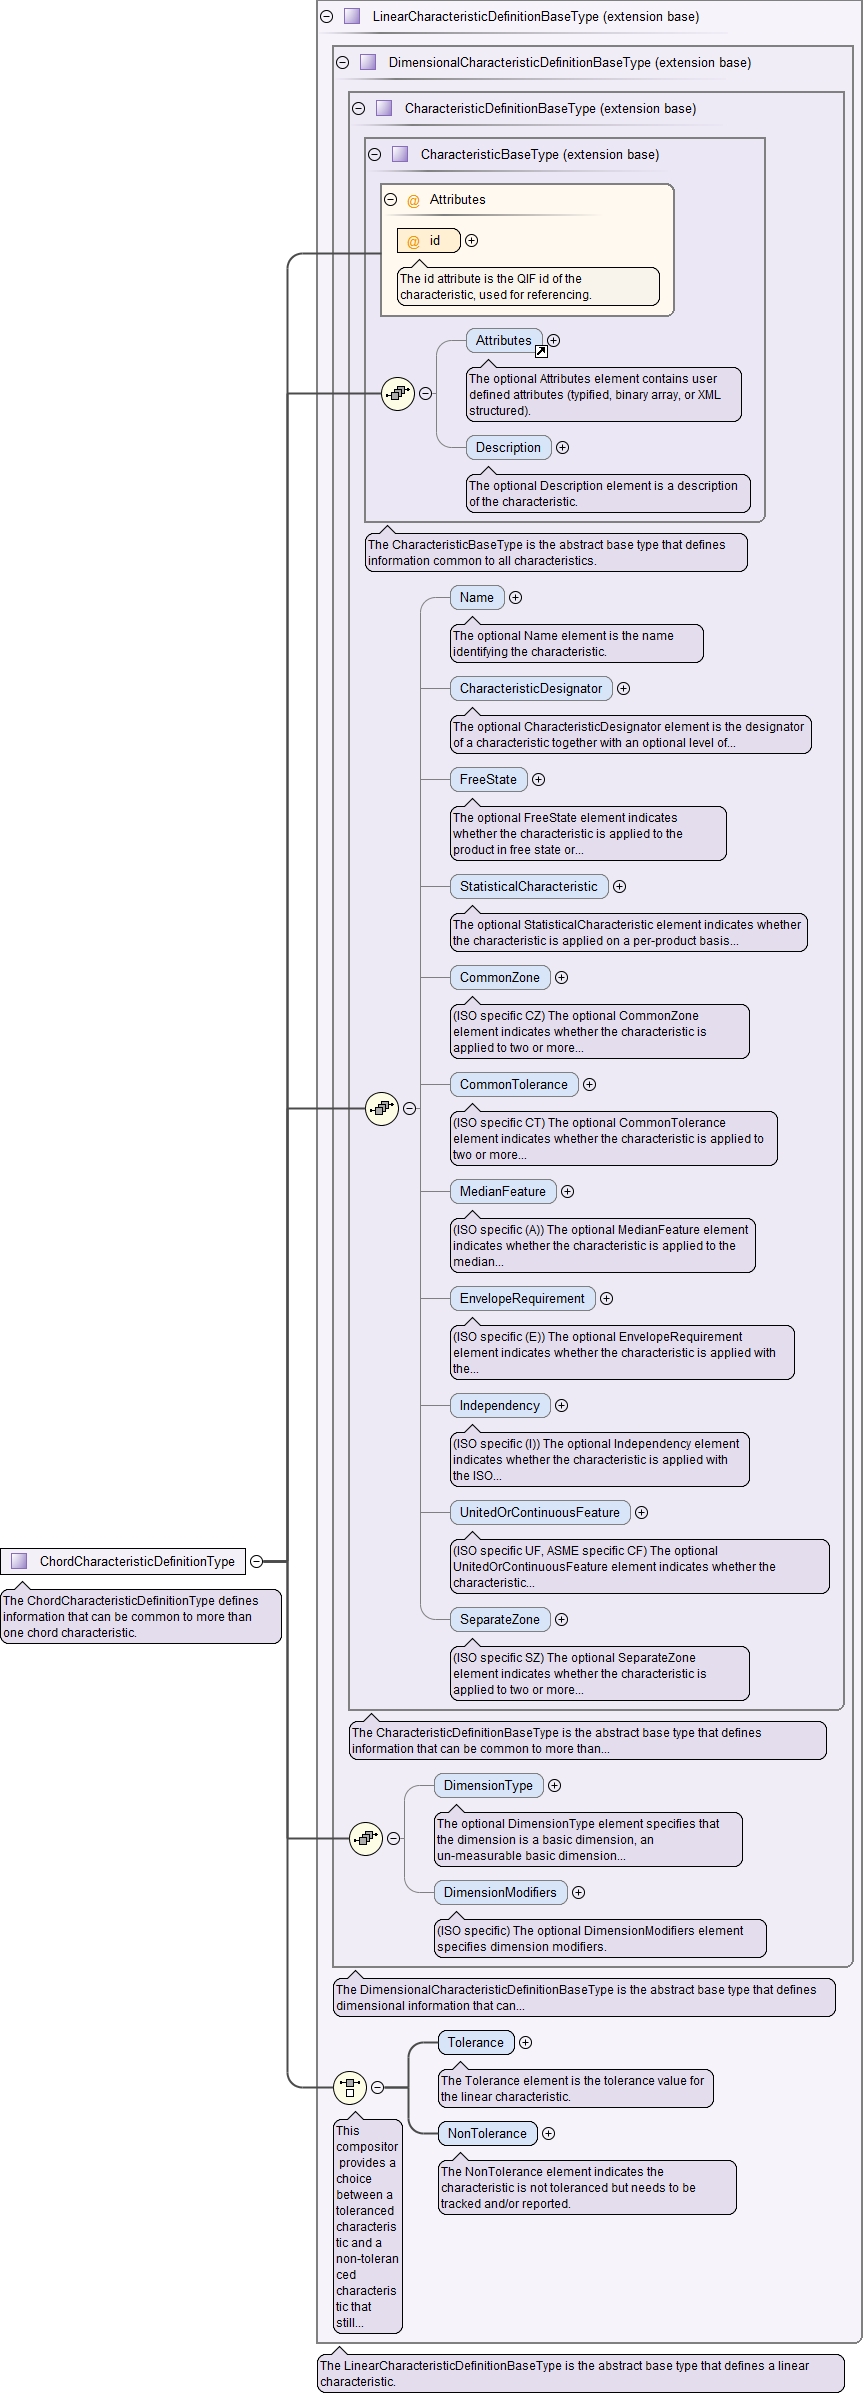 LinearCharacteristicDefinitionBaseType (extension base)
DimensionalCharacteristicDefinitionBaseType (extension base)
CharacteristicDefinitionBaseType (extension base)
CharacteristicBaseType (extension base)
@ Attributes
@ id
The id attribute is the QIF id of the
characteristic, used for referencing.
Attributes
The optional Attributes element contains user
defined attributes (typified, binary array, or XML
structured).
Description
The optional Description element is a description
of the characteristic.
The CharacteristicBaseType is the abstract base type that defines
information common to all characteristics.
Name
The optional Name element is the name
identifying the characteristic.
CharacteristicDesignator
The optional CharacteristicDesignator element is the designator
of a characteristic together with an optional level of...
FreeState
The optional FreeState element indicates
whether the characteristic is applied to the
product in free state or...
StatisticalCharacteristic
The optional StatisticalCharacteristic element indicates whether
the characteristic is applied on a per-product basis...
CommonZone
(ISO specific CZ) The optional CommonZone
element indicates whether the characteristic is
applied to two or more...
CommonTolerance
(ISO specific CT) The optional CommonTolerance
element indicates whether the characteristic is applied to
two or more...
MedianFeature
(ISO specific (A)) The optional MedianFeature element
indicates whether the characteristic is applied to the
median...
EnvelopeRequirement
(ISO specific (E)) The optional EnvelopeRequirement
element indicates whether the characteristic is applied with
the...
Independency
(ISO specific (I)) The optional Independency element
indicates whether the characteristic is applied with
the ISO...
UnitedOrContinuousFeature
(ISO specific UF, ASME specific CF) The optional
UnitedOrContinuousFeature element indicates whether the
characteristic...
ChordCharacteristicDefinitionType
The ChordCharacteristicDefinitionType defines
information that can be common to more than
one chord characteristic.
SeparateZone
(ISO specific SZ) The optional SeparateZone
element indicates whether the characteristic is
applied to two or more...
The CharacteristicDefinitionBaseType is the abstract base type that defines
information that can be common to more than...
DimensionType
The optional DimensionType element specifies that
the dimension is a basic dimension, an
un-measurable basic dimension...
DimensionModifiers
(ISO specific) The optional DimensionModifiers element
specifies dimension modifiers.
The DimensionalCharacteristicDefinitionBaseType is the abstract base type that defines
dimensional information that can...
Tolerance
The Tolerance element is the tolerance value for
the linear characteristic.
NonTolerance
The NonTolerance element indicates the
characteristic is not toleranced but needs to be
tracked and/or reported.
This
compositor
provides a
choice
between a
toleranced
characteris
tic and a
non-toleran
ced
characteris
tic that
still...
The LinearCharacteristicDefinitionBaseType is the abstract base type that defines a linear
characteristic.